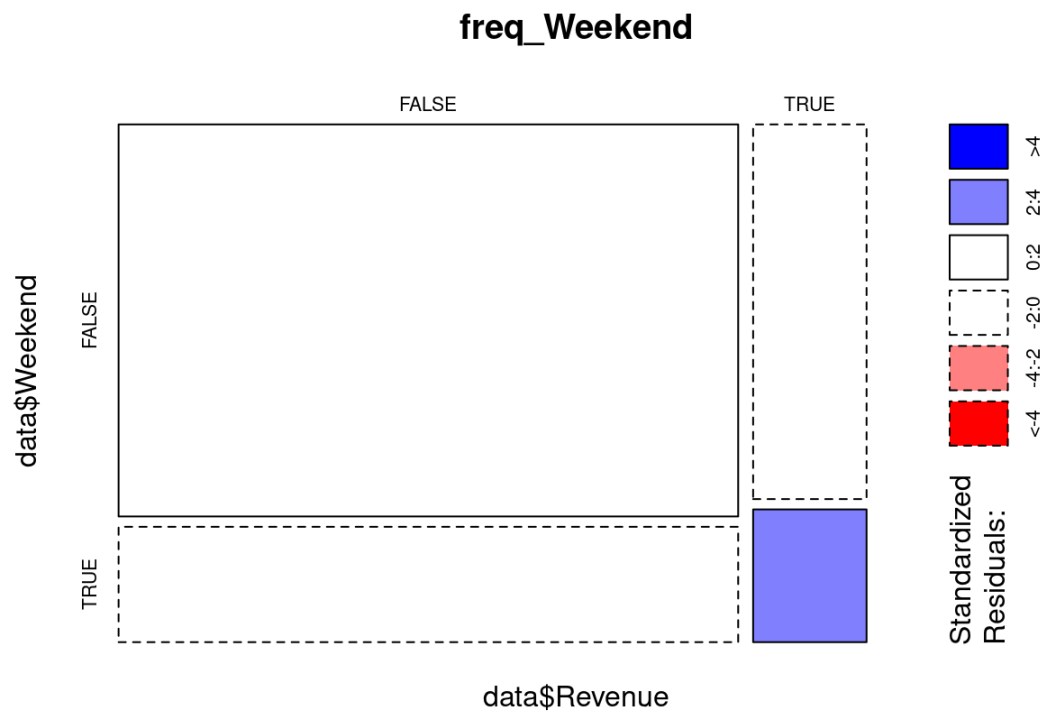 freq_Weekend
FALSE
TRUE
data$Weekend
FALSE
TRUE
data$Revenue
>4
2:4
0:2
-2:0
-4:-2
<-4
Standardized
Residuals: